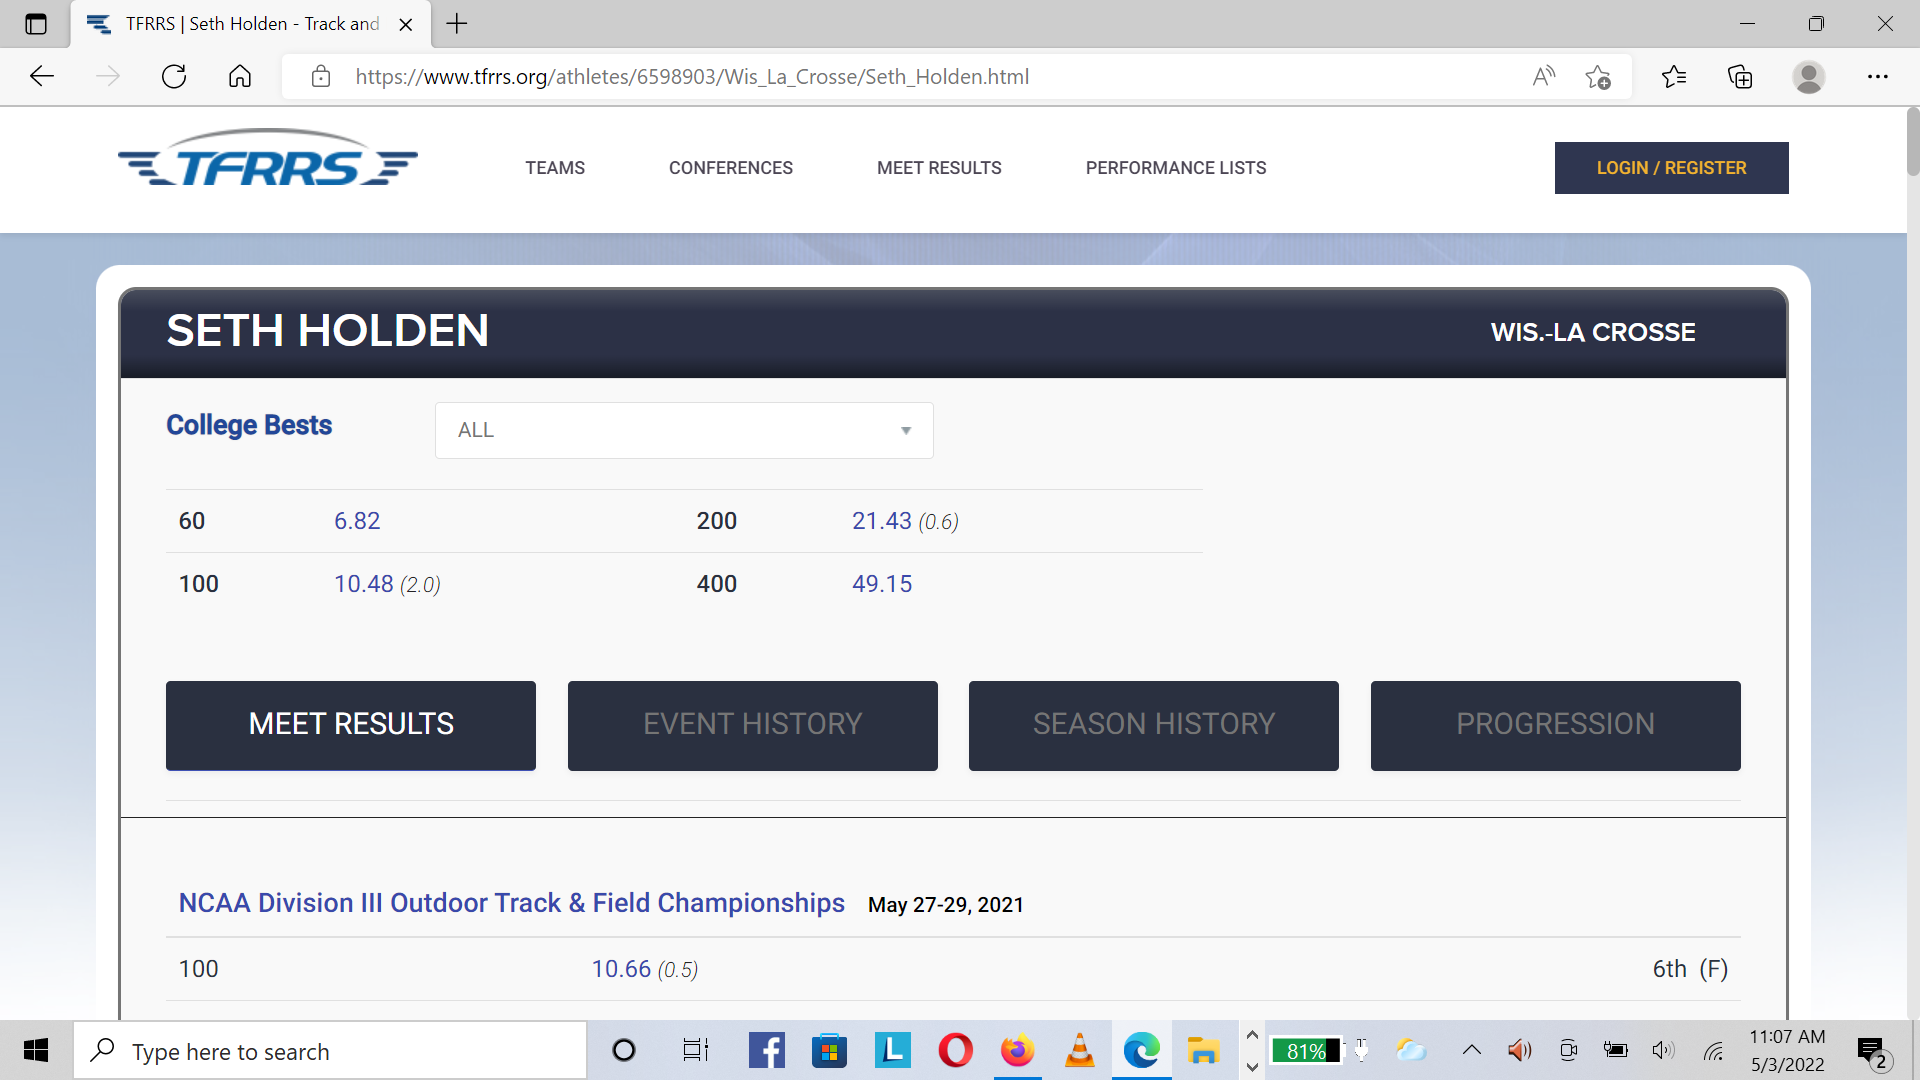 TFRRS | Seth Holden - Track and
https://www.tfrrs.org/athletes/6598903/Wis_La_Crosse/Seth_Holden.html
TFRRS TEAMS CONFERENCES MEET RESULTS PERFORMANCE LISTS LOGIN / REGISTER
SETH HOLDEN WIS.-LA CROSSE
College Bests ALL
60 6.82 200 21.43 (0.6)
100 10.48 (2.0) 400 49.15
MEET RESULTS EVENT HISTORY SEASON HISTORY PROGRESSION
NCAA Division III Outdoor Track & Field Championships May 27-29, 2021
100 10.66 (0.5) 6th (F)
Type here to search 81% 11:07 AM
5/3/2022 2